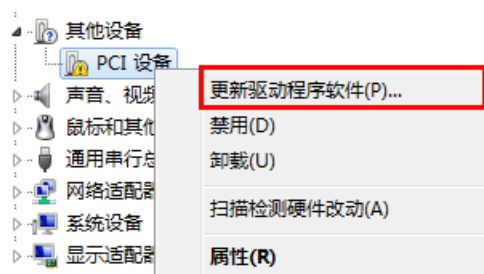 其他设备
PCI 设备
更新驱动程序软件(P)...
声音、视频
禁用(D)
鼠标和其他
卸载(U)
通用串行总
网络适配器
扫描检测硬件改动(A)
系统设备
显示适配器
属性(R)